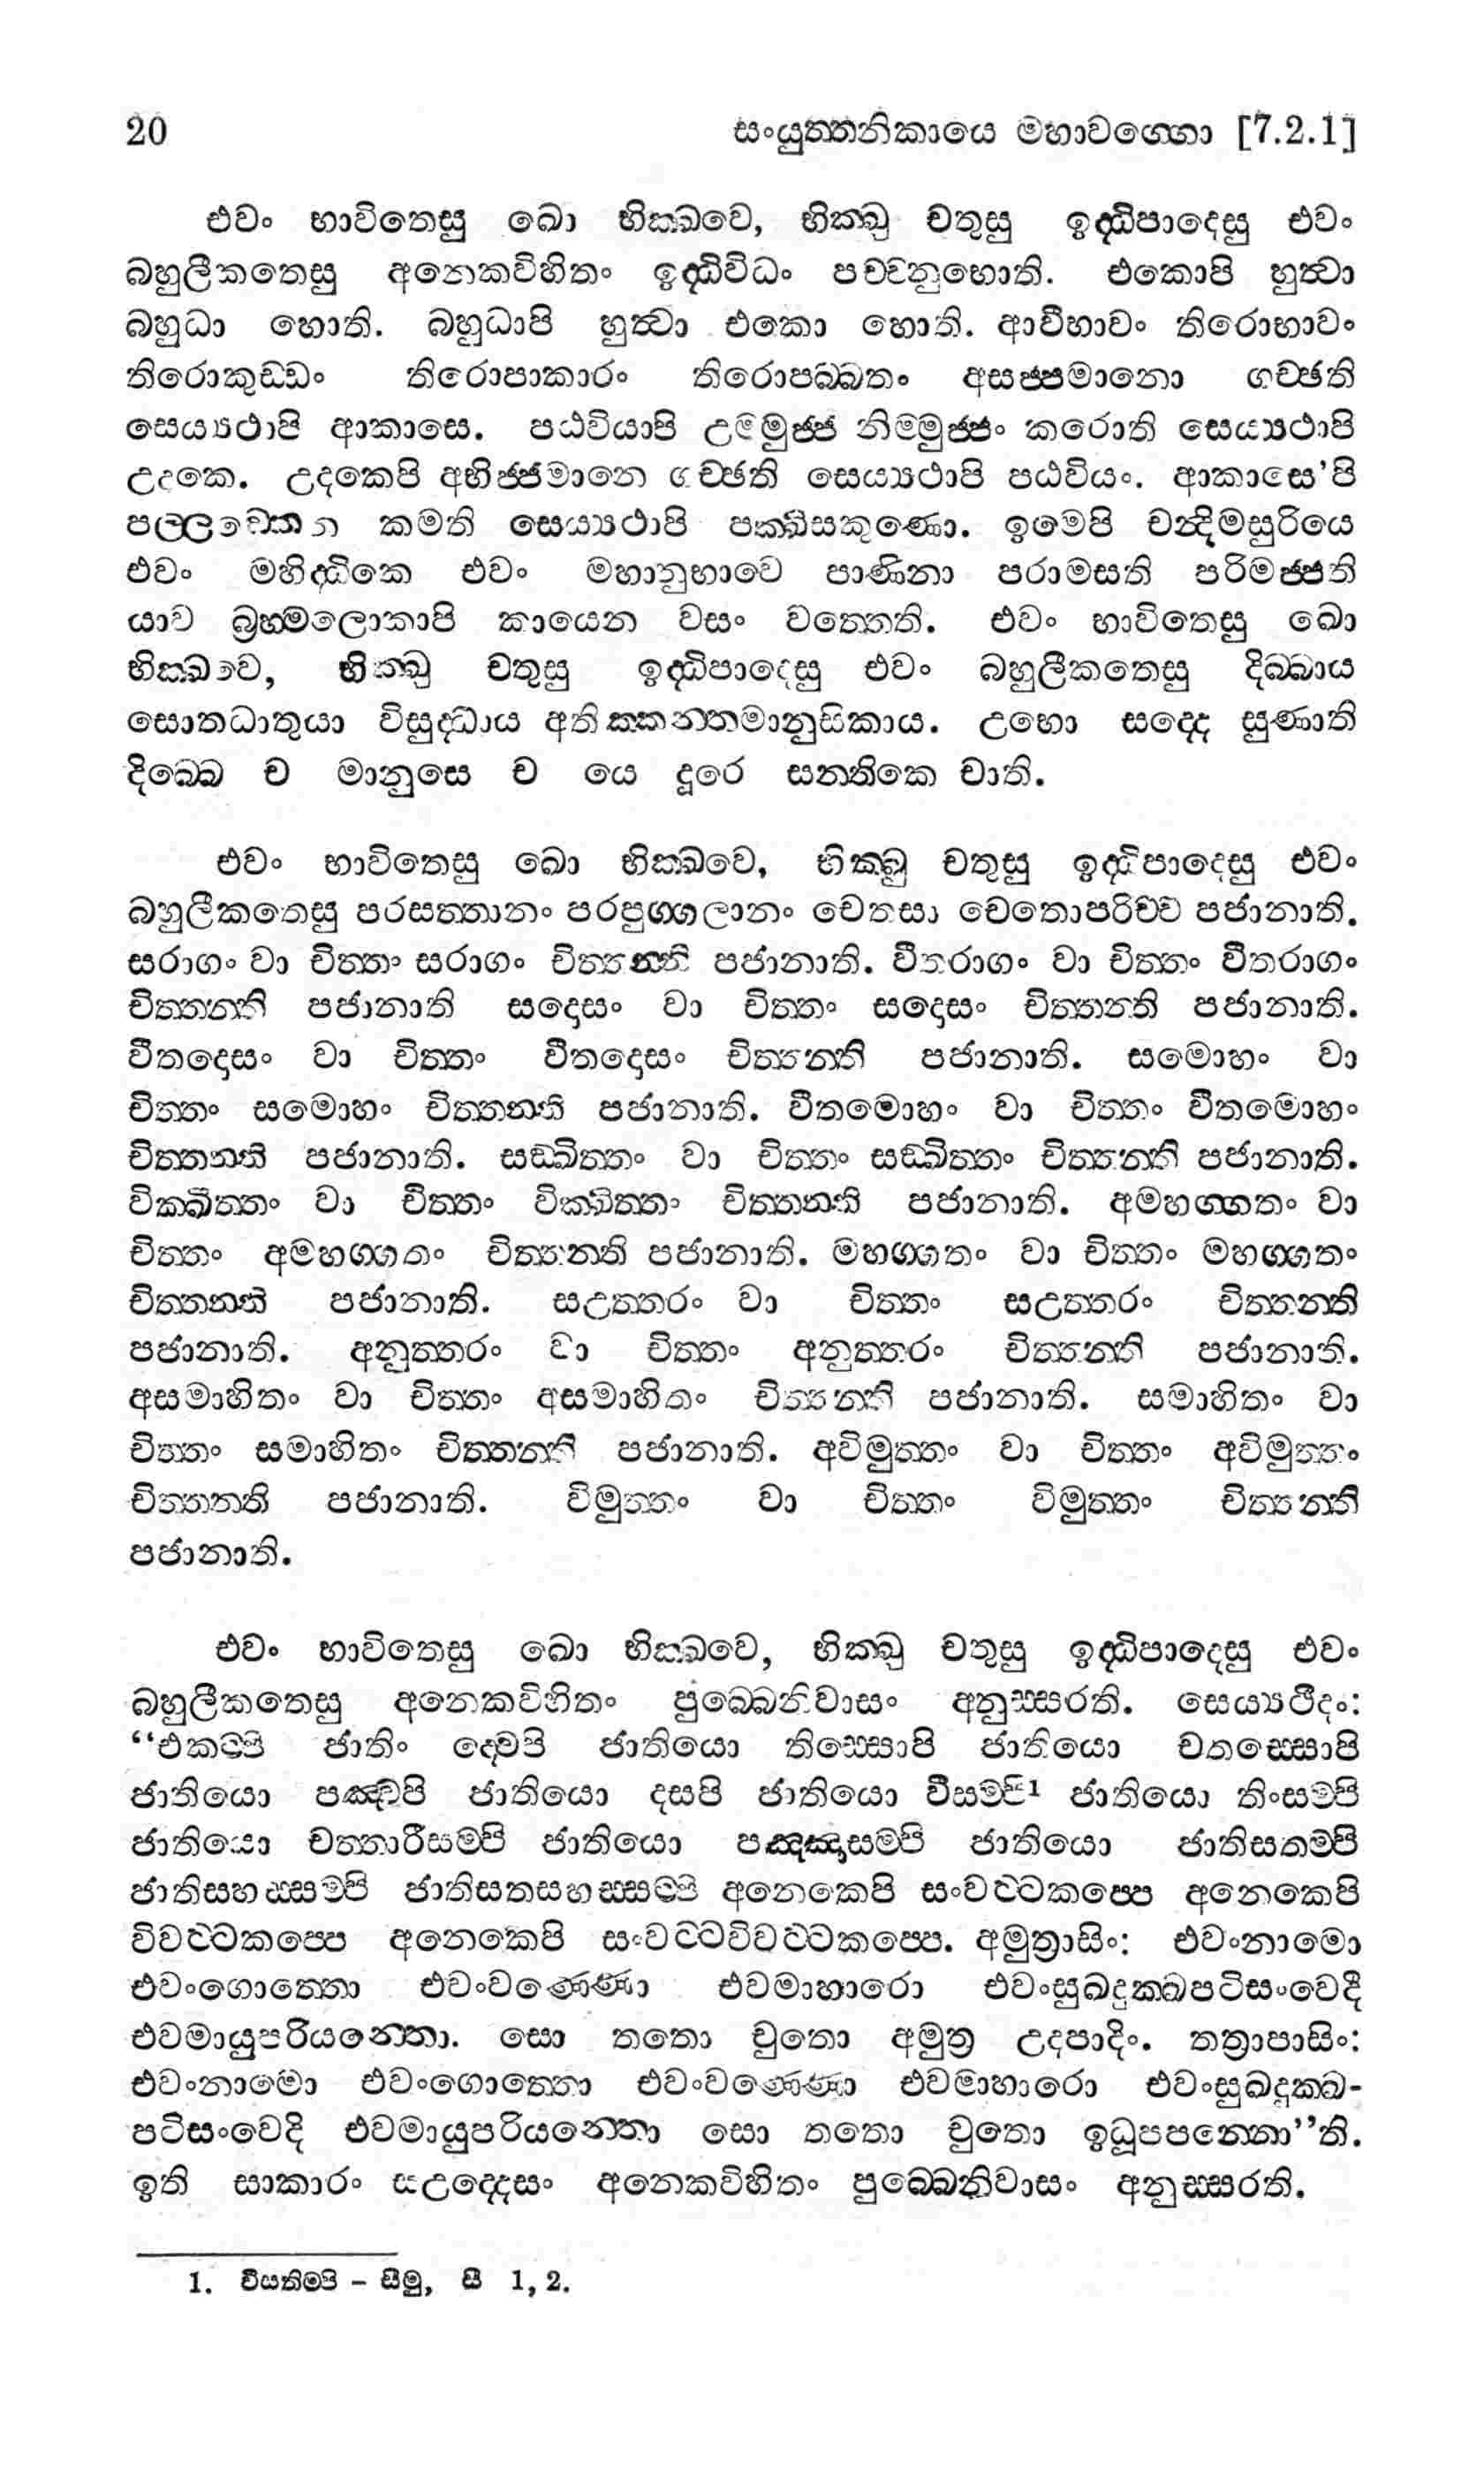 20 සංයුත්තනිකායෙ මහාවග්ගො [7.2.1]
එවං භාවිතෙසු ඛො භික්ඛවෙ, භික්ඛු චතුසු ඉද්ධිපාදෙසු එවං
බහුලීකතෙසු අනෙකවිහිතං ඉද්ධිවිධං පච්චනුභොති. එකොපි හුත්වා
බහුධා හොති. බහුධාපි හුත්වා එකො හොති. ආවීභාවං තිරොභාවං
තිරොකුඩ්ඩං තිරොපාකාරං තිරොපබ්බතං අසජ්ජමානො ගච්ඡති
සෙය්‍යථාපි ආකාසෙ. පඨවියාපි උම්මුජ්ජ නිම්මුජ්ජං කරොති සෙය්‍යථාපි
උදකෙ. උදකෙපි අභිජ්ජමානෙ ගච්ඡති සෙය්‍යථාපි පඨවියං. ආකාසෙ’පි
පල්ලඞ්කෙන කමති සෙය්‍යථාපි පක්ඛීසකුණො. ඉමෙපි චන්දිමසුරියෙ
එවං මහිද්ධිකෙ එවං මහානුභාවෙ පාණිනා පරාමසති පරිමජ්ජති
යාව බ්‍රහ්මලොකාපි කායෙන වසං වත්තෙති. එවං භාවිතෙසු ඛො
භික්ඛවෙ, භික්ඛු චතුසු ඉද්ධිපාදෙසු එවං බහුලීකතෙසු දිබ්බාය
සොතධාතුයා විසුද්ධාය අතික්කන්තමානුසිකාය. උභො සද්දෙ සුණාති
දිබ්බෙ ච මානුසෙ ච යෙ දූරෙ සන්තිකෙ චාති.
එවං භාවිතෙසු ඛො භික්ඛවෙ, භික්ඛු චතුසු ඉද්ධිපාදෙසු එවං
බහුලීකතෙසු පරසත්තානං පරපුග්ගලානං චෙතසා චෙතොපරිච්ච පජානාති.
සරාගං වා චිත්තං සරාගං චිත්තන්ති පජානාති. වීතරාගං වා චිත්තං වීතරාගං
චිත්තන්ති පජානාති සදොසං වා චිත්තං සදොසං චිත්තන්ති පජානාති.
වීතදොසං වා චිත්තං වීතදොසං චිත්තන්ති පජානාති. සමොහං වා
චිත්තං සමොහං චිත්තන්ති පජානාති. වීතමොහං වා චිත්තං වීතමොහං
චිත්තන්ති පජානාති. සඞ්ඛිත්තං වා චිත්තං සඞ්ඛිත්තං චිත්තන්ති පජානාති.
වික්ඛිත්තං වා චිත්තං වික්ඛිත්තං චිත්තන්ති පජානාති. අමහග්ගතං වා
චිත්තං අමහග්ගතං චිත්තන්ති පජානාති. මහග්ගතං වා චිත්තං මහග්ගතං
චිත්තන්ති පජානාති. සඋත්තරං වා චිත්තං සඋත්තරං චිත්තන්ති
පජානාති. අනුත්තරං වා චිත්තං අනුත්තරං චිත්තන්ති පජානාති.
අසමාහිතං වා චිත්තං අසමාහිතං චිත්තන්ති පජානාති. සමාහිතං වා
චිත්තං සමාහිතං චිත්තන්ති පජානාති. අවිමුත්තං වා චිත්තං අවිමුත්තං
චිත්තන්ති පජානාති. විමුත්තං වා චිත්තං විමුත්තං චිත්තන්ති
පජානාති.
එවං භාවිතෙසු ඛො භික්ඛවෙ, භික්ඛු චතුසු ඉද්ධිපාදෙසු එවං
බහුලීකතෙසු අනෙකවිහිතං පුබ්බෙනිවාසං අනුස්සරති. සෙය්‍යථීදං:
“එකම්පි ජාතිං ද්වෙපි ජාතියො තිස්සොපි ජාතියො චතස්සොපි
ජාතියො පඤ්චපි ජාතියො දසපි ජාතියො වීසම්පි1 ජාතියො තිංසම්පි
ජාතියො චත්තාරීසම්පි ජාතියො පඤ්ඤාසම්පි ජාතියො ජාතිසතම්පි
ජාතිසහස්සම්පි ජාතිසතසහස්සම්පි අනෙකෙපි සංවට්ටකප්පෙ අනෙකෙපි
විවට්ටකප්පෙ අනෙකෙපි සංවට්ටවිවට්ටකප්පෙ. අමුත්‍රාසිං: එවංනාමො
එවංගොත්තො එවංවණ්ණො එවමාහාරො එවංසුඛදුක්ඛපටිසංවෙදී
එවමායුපරියන්තො. සො තතො චුතො අමුත්‍ර උදපාදිං. තත්‍රාපාසිං:
එවංනාමො එවංගොත්තො එවංවණ්ණො එවමාහාරො එවංසුඛදුක්ඛ-
පටිසංවෙදි එවමායුපරියන්තො සො තතො චුතො ඉධූපපන්නො”ති.
ඉති සාකාරං සඋද්දෙසං අනෙකවිහිතං පුබ්බෙනිවාසං අනුස්සරති.
1. වීසතිම්පි – සීමු, සී 1, 2.